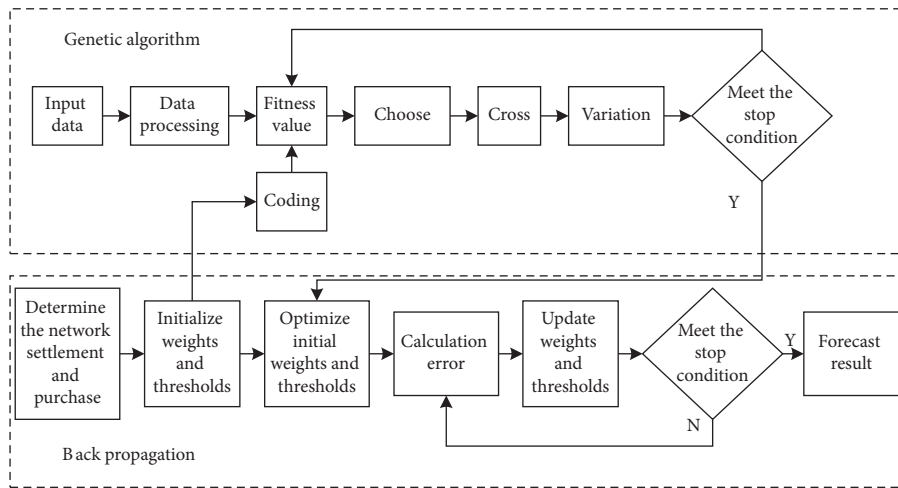 Genetic algorithm
Input
data
Data
processing
Fitness
value
Choose
Cross
Variation
Meet the
stop
condition
Coding
Y
Determine
the network
settlement
and
purchase
Initialize
weights
and
thresholds
Optimize
initial
weights and
thresholds
Calculation
error
Update
weights
and
thresholds
Meet the
stop
condition
Y
Forecast
result
N
Back propagation